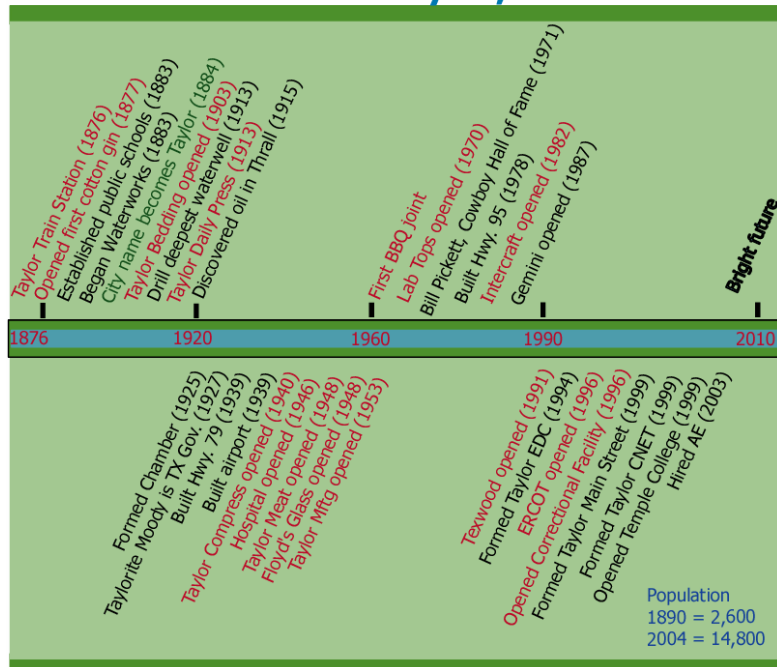 Taylor Train Station (1876)
Opened first cotton gin (1877)
Established public schools (1883)
Began Waterworks (1883)
City name becomes Taylor (1884)
Taylor Bedding opened (1903)
Drill deepest waterwell (1913)
Taylor Daily Press (1913)
Discovered oil in Thrall (1915)
First BBQ joint
Lab Tops opened (1970)
Bill Pickett, Cowboy Hall of Fame (1971)
Built Hwy. 95 (1978)
Intercraft opened (1982)
Gemini opened (1987)
Bright future
1876
1920
1960
1990
2010
Formed Chamber (1925)
Taylorite Moody is TX Gov. (1927)
Built Hwy. 79 (1939)
Built airport (1939)
Taylor Compress opened (1940)
Hospital opened (1946)
Taylor Meat opened (1948)
Floyd's Glass opened (1948)
Taylor Mftg opened (1953)
Texwood opened (1991)
Formed Taylor EDC (1994)
ERCOT opened (1996)
Opened Correctional Facility (1996)
Formed Taylor Main Street (1999)
Formed Taylor CNET (1999)
Opened Temple College (1999)
Hired AE (2003)
Population
1890 = 2,600
2004 = 14,800